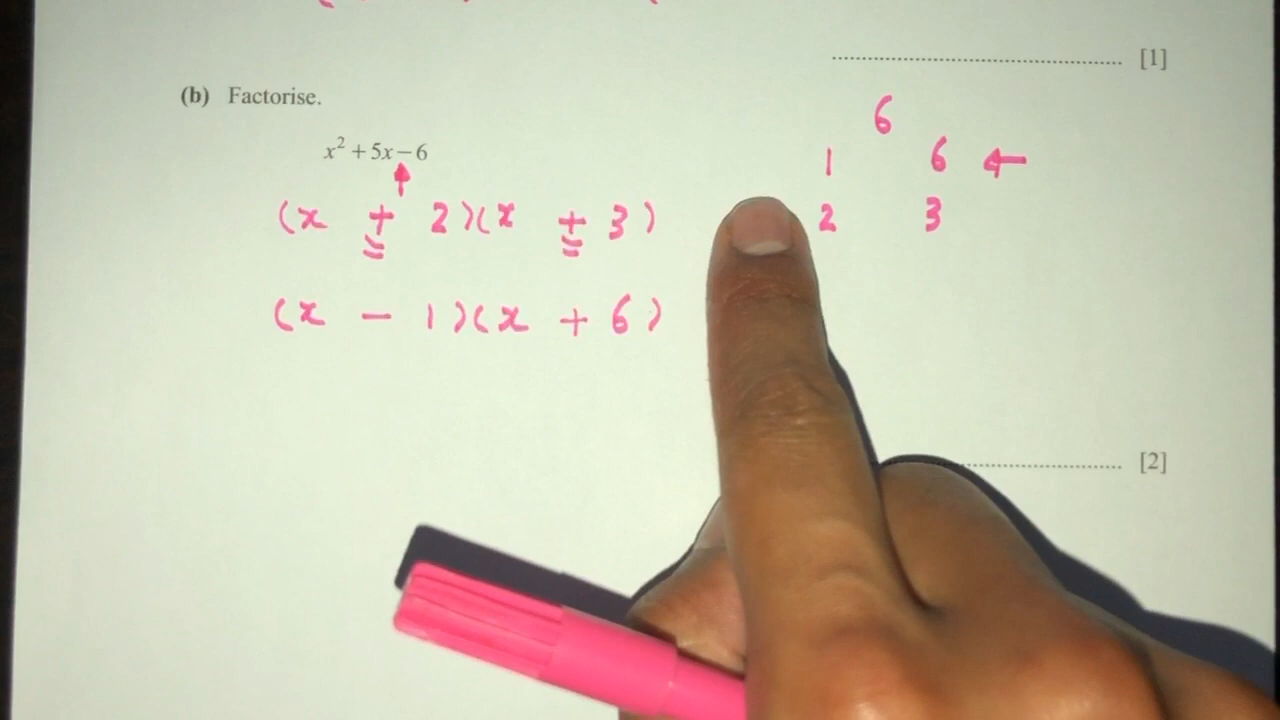 [1]
(b) Factorise.
6
x² + 5x − 6
1 6 ←
(x + 2)(x + 3)
2 3
(x − 1)(x + 6)
[2]